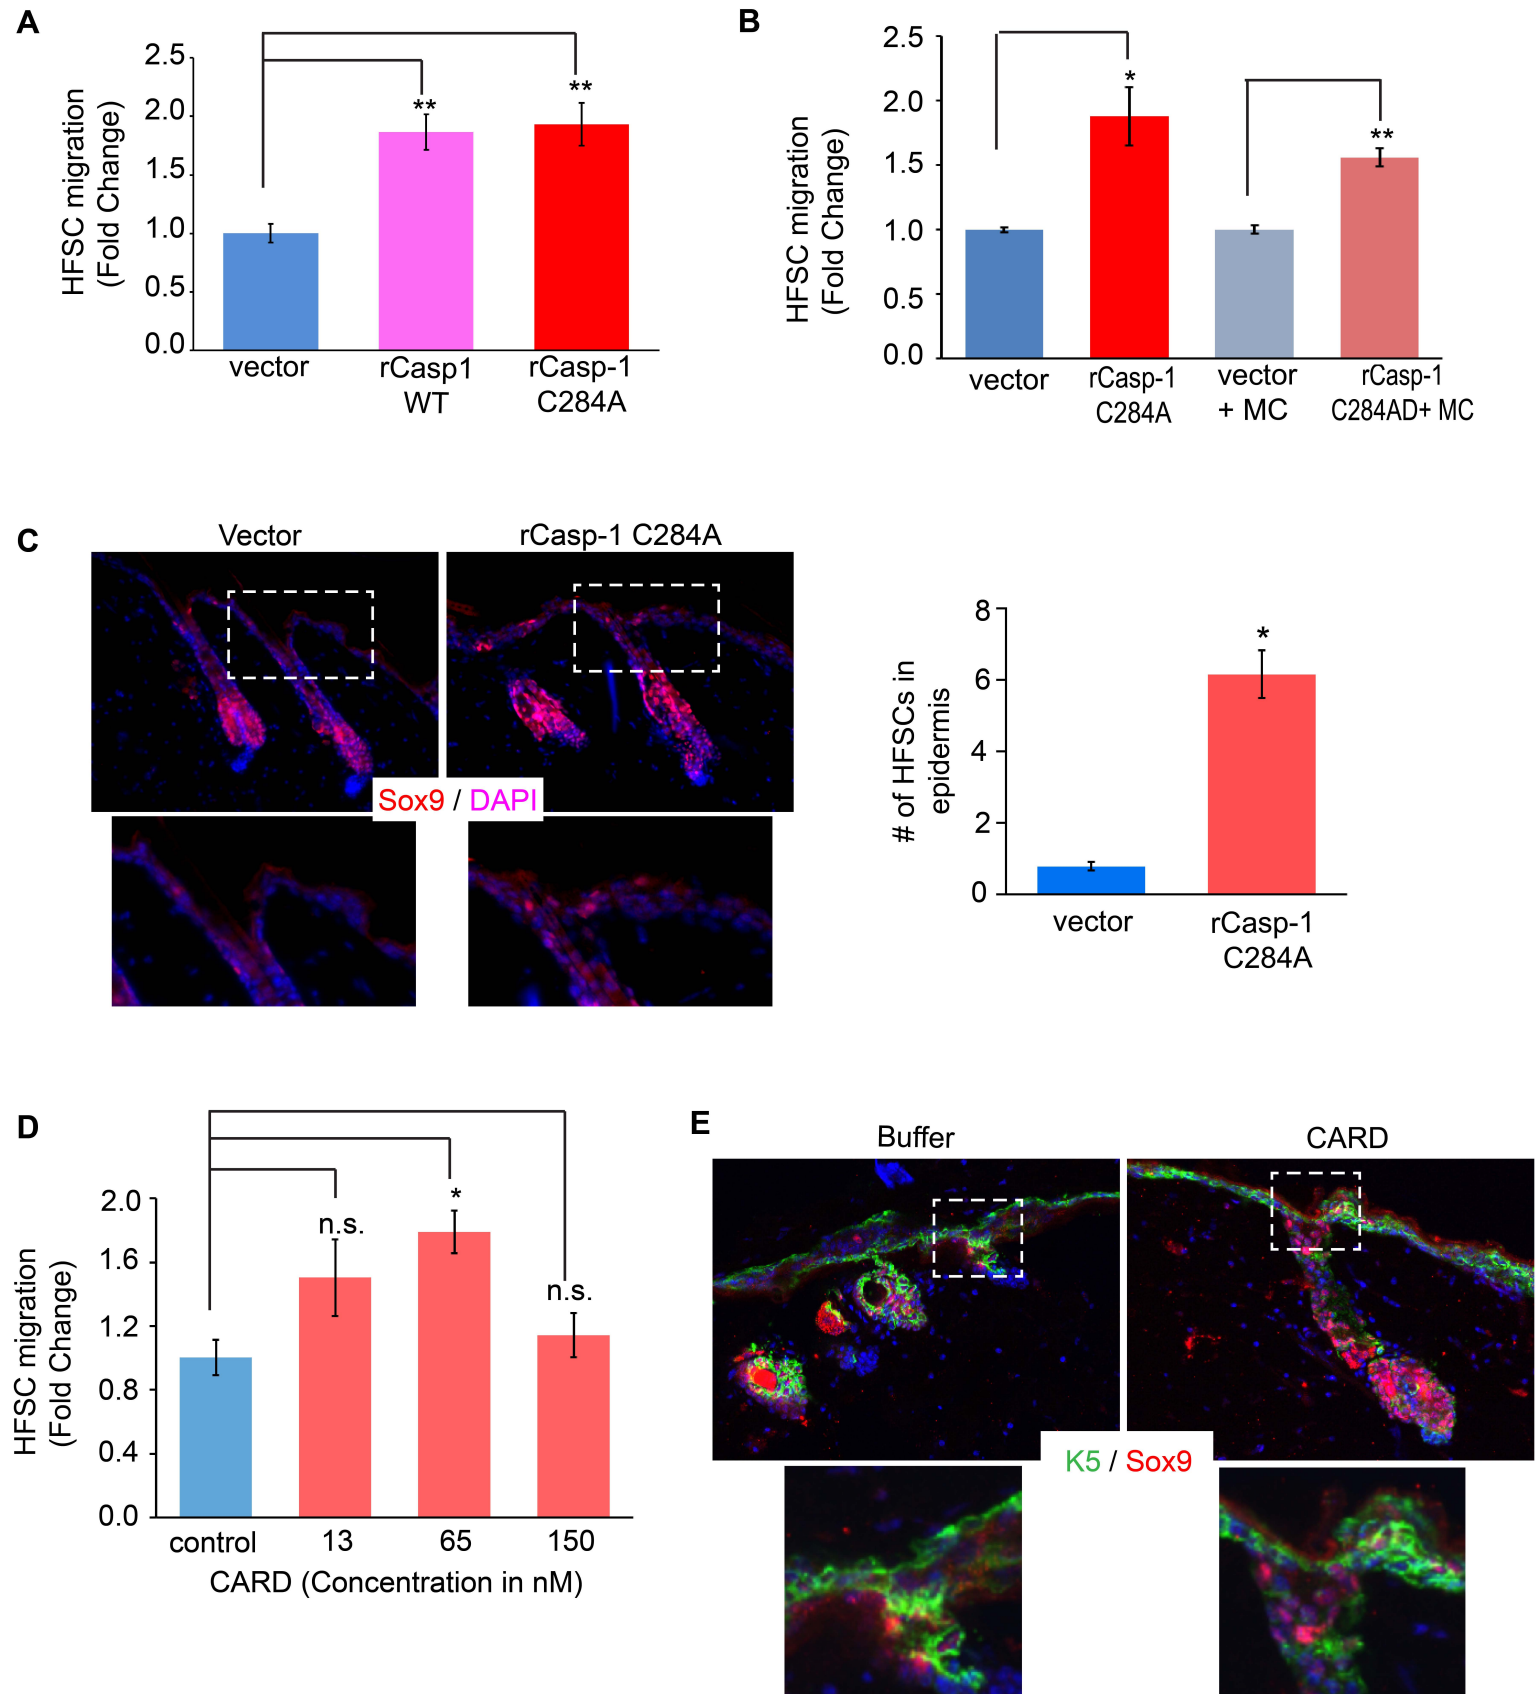 A
HFSC migration
(Fold Change)
2.5
2.0
1.5
1.0
0.5
0.0
**
**
vector
rCasp1
WT
rCasp-1
C284A
B
HFSC migration
(Fold Change)
2.5
2.0
1.5
1.0
0.5
0.0
*
**
vector
rCasp-1
C284A
vector
+ MC
rCasp-1
C284AD+ MC
C
Vector
rCasp-1 C284A
Sox9 / DAPI
# of HFSCs in
epidermis
8
6
4
2
0
*
vector
rCasp-1
C284A
D
HFSC migration
(Fold Change)
2.0
1.6
1.2
0.8
0.4
0.0
n.s.
*
n.s.
control
13
65
150
CARD (Concentration in nM)
E
Buffer
CARD
K5 / Sox9